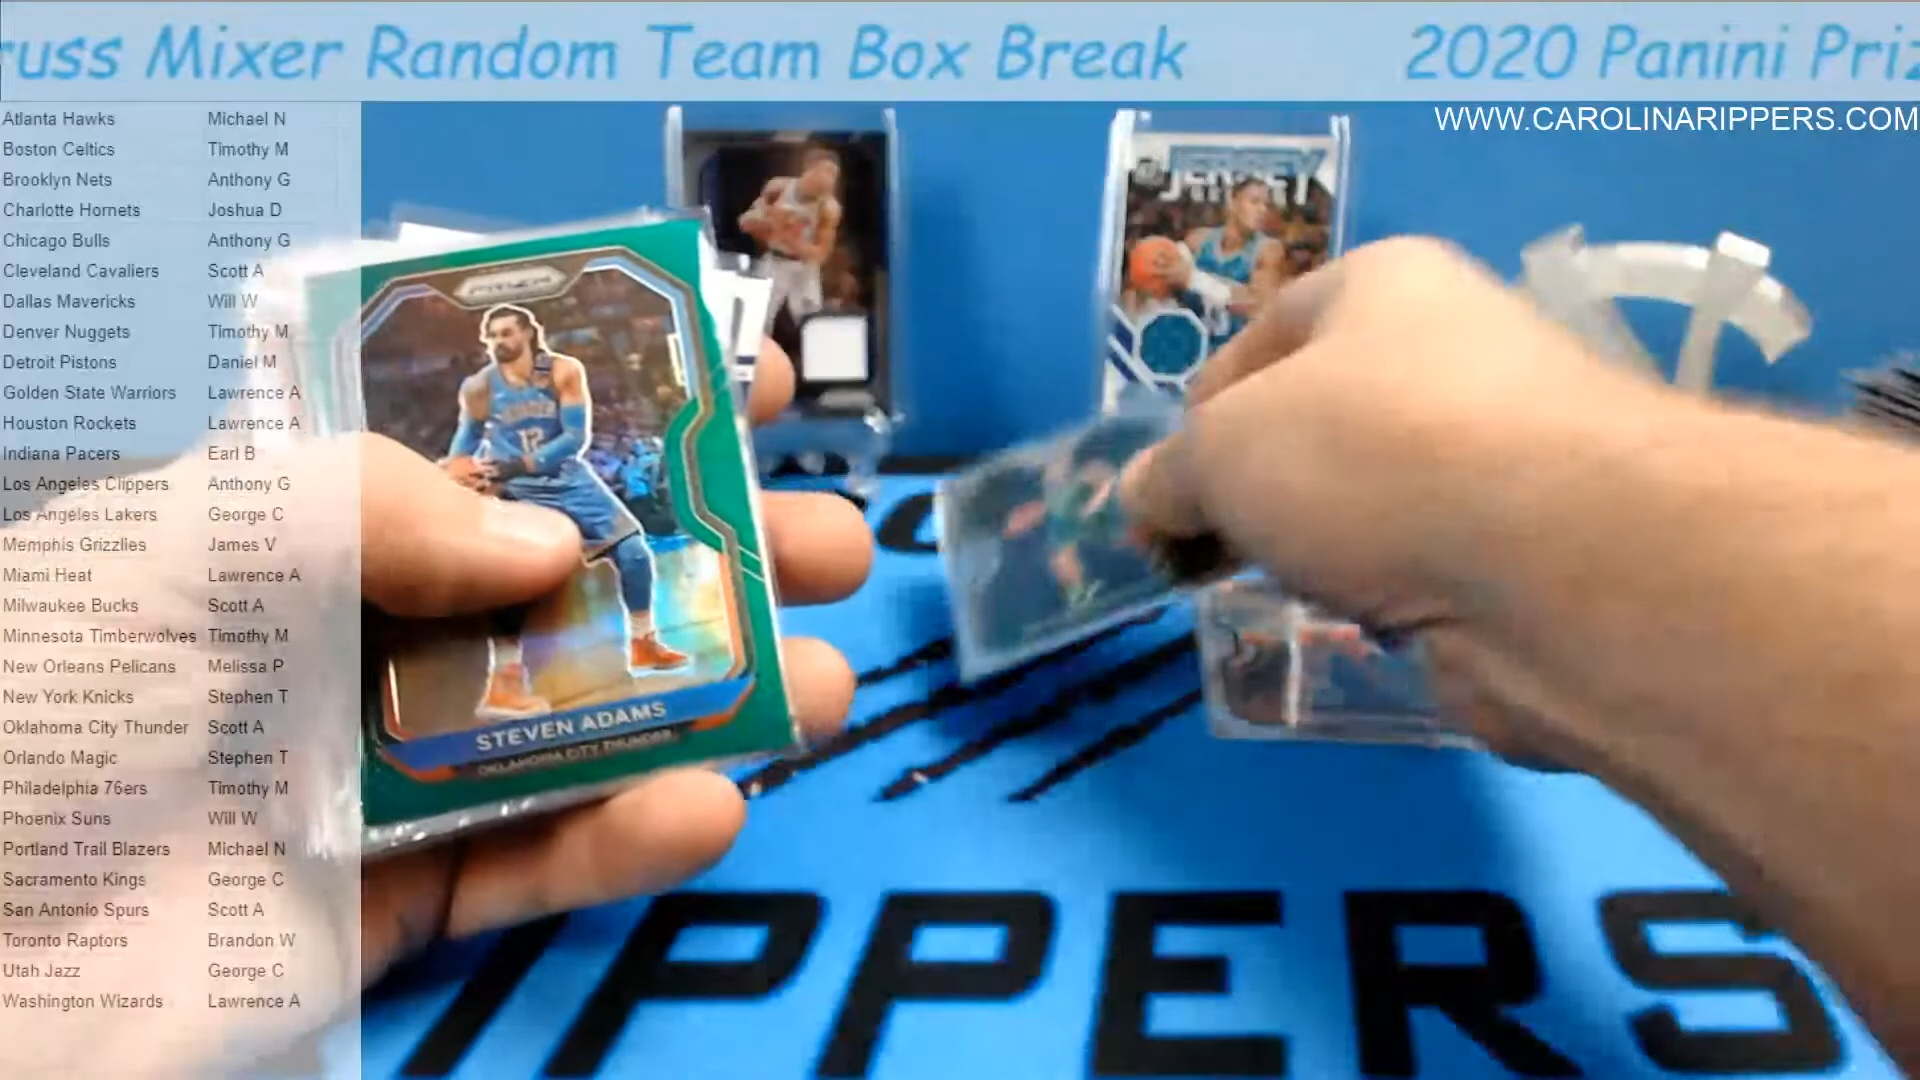 russ Mixer Random Team Box Break 2020 Panini Priz
WWW.CAROLINARIPPERS.COM
Atlanta Hawks Michael N
Boston Celtics Timothy M
Brooklyn Nets Anthony G
Charlotte Hornets Joshua D
Chicago Bulls Anthony G
Cleveland Cavaliers Scott A
Dallas Mavericks Will W
Denver Nuggets Timothy M
Detroit Pistons Daniel M
Golden State Warriors Lawrence A
Houston Rockets Lawrence A
Indiana Pacers Earl B
Los Angeles Clippers Anthony G
Los Angeles Lakers George C
Memphis Grizzlies James V
Miami Heat Lawrence A
Milwaukee Bucks Scott A
Minnesota Timberwolves Timothy M
New Orleans Pelicans Melissa P
New York Knicks Stephen T
Oklahoma City Thunder Scott A
Orlando Magic Stephen T
Philadelphia 76ers Timothy M
Phoenix Suns Will W
Portland Trail Blazers Michael N
Sacramento Kings George C
San Antonio Spurs Scott A
Toronto Raptors Brandon W
Utah Jazz George C
Washington Wizards Lawrence A
PRIZM
12
STEVEN ADAMS
OKLAHOMA CITY THUNDER
JERSEY
IPPERS